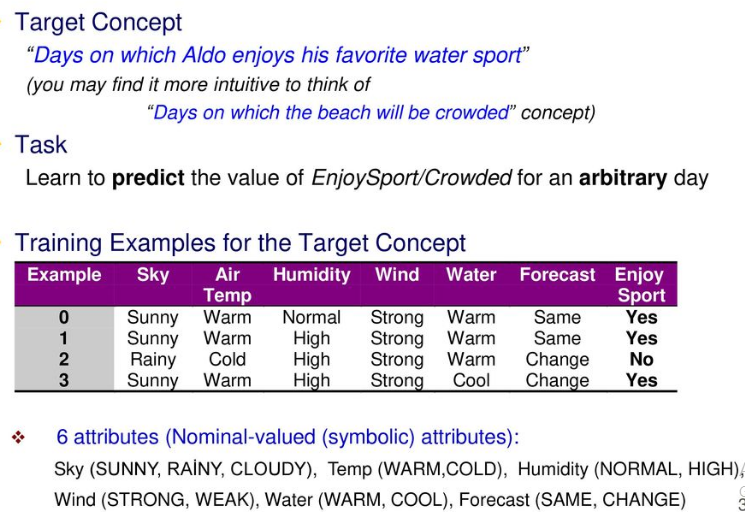 Target Concept
“Days on which Aldo enjoys his favorite water sport”
(you may find it more intuitive to think of
“Days on which the beach will be crowded” concept)
Task
Learn to predict the value of EnjoySport/Crowded for an arbitrary day
Training Examples for the Target Concept
Example Sky Air Temp Humidity Wind Water Forecast Enjoy Sport
0 Sunny Warm Normal Strong Warm Same Yes
1 Sunny Warm High Strong Warm Same Yes
2 Rainy Cold High Strong Warm Change No
3 Sunny Warm High Strong Cool Change Yes
6 attributes (Nominal-valued (symbolic) attributes):
Sky (SUNNY, RAİNY, CLOUDY), Temp (WARM,COLD), Humidity (NORMAL, HIGH),
Wind (STRONG, WEAK), Water (WARM, COOL), Forecast (SAME, CHANGE)